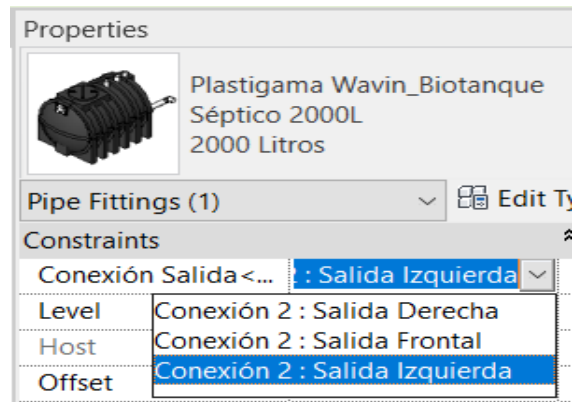 Properties
Plastigama Wavin_Biotanque
Séptico 2000L
2000 Litros
Pipe Fittings (1)
Edit Ty
Constraints
Conexión Salida<... : Salida Izquierda
Level
Conexión 2 : Salida Derecha
Host
Conexión 2 : Salida Frontal
Offset
Conexión 2 : Salida Izquierda